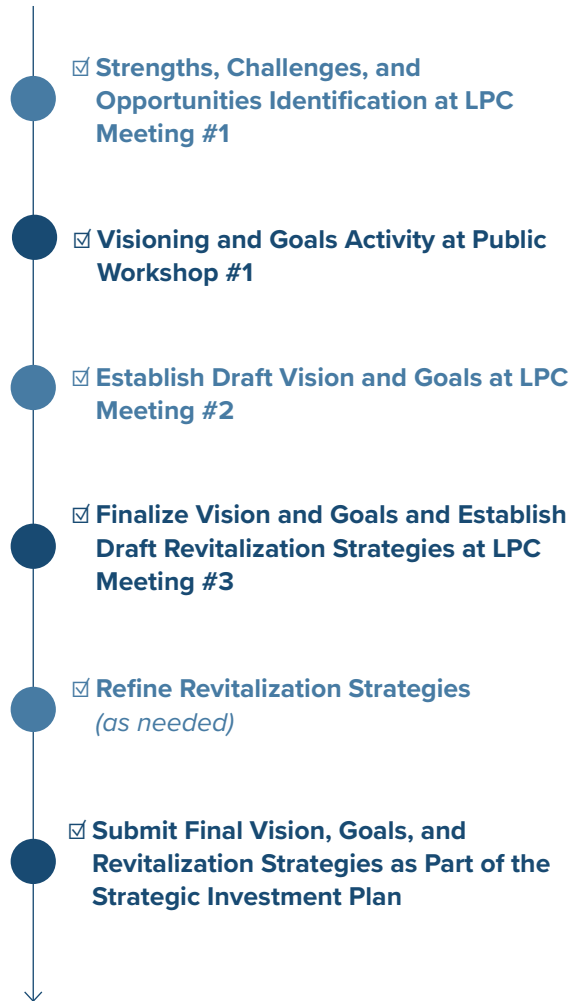 ☑ Strengths, Challenges, and
Opportunities Identification at LPC
Meeting #1
☑ Visioning and Goals Activity at Public
Workshop #1
☑ Establish Draft Vision and Goals at LPC
Meeting #2
☑ Finalize Vision and Goals and Establish
Draft Revitalization Strategies at LPC
Meeting #3
☑ Refine Revitalization Strategies
(as needed)
☑ Submit Final Vision, Goals, and
Revitalization Strategies as Part of the
Strategic Investment Plan